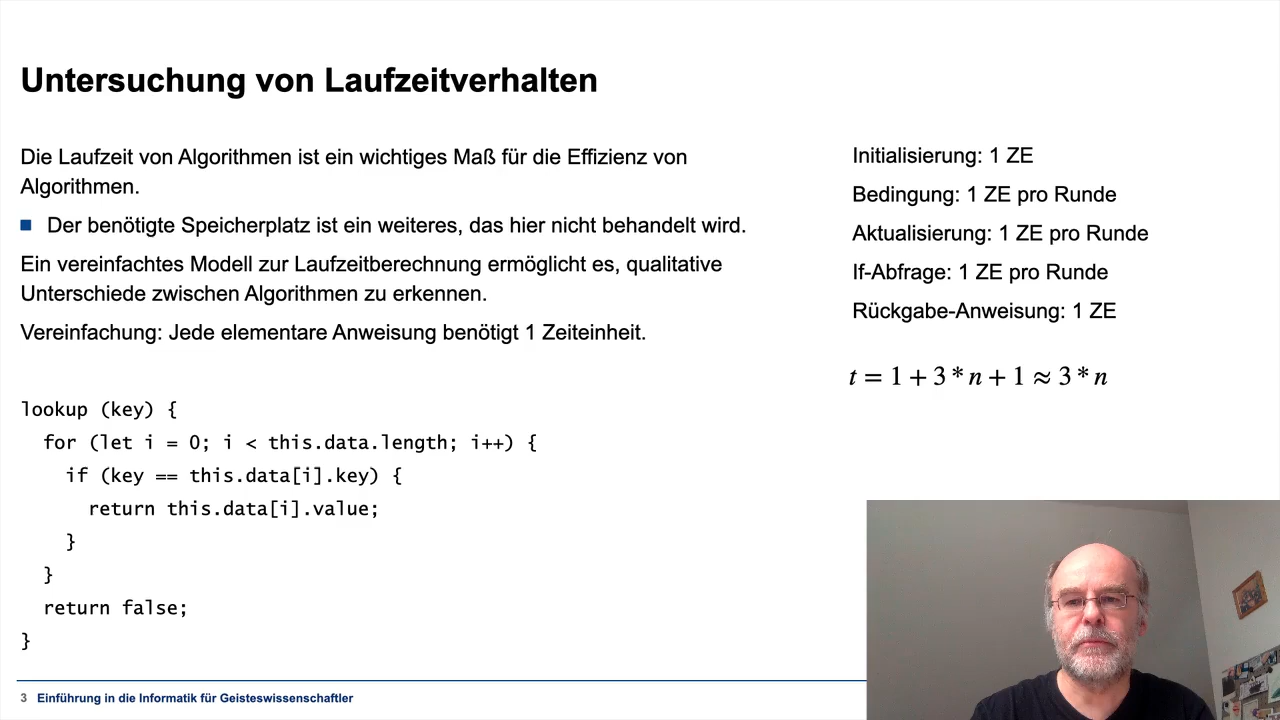 Untersuchung von Laufzeitverhalten
Die Laufzeit von Algorithmen ist ein wichtiges Maß für die Effizienz von
Algorithmen.
Der benötigte Speicherplatz ist ein weiteres, das hier nicht behandelt wird.
Ein vereinfachtes Modell zur Laufzeitberechnung ermöglicht es, qualitative
Unterschiede zwischen Algorithmen zu erkennen.
Vereinfachung: Jede elementare Anweisung benötigt 1 Zeiteinheit.
lookup (key) {
  for (let i = 0; i < this.data.length; i++) {
    if (key == this.data[i].key) {
      return this.data[i].value;
    }
  }
  return false;
}
Initialisierung: 1 ZE
Bedingung: 1 ZE pro Runde
Aktualisierung: 1 ZE pro Runde
If-Abfrage: 1 ZE pro Runde
Rückgabe-Anweisung: 1 ZE
t = 1 + 3 * n + 1 ≈ 3 * n
3 Einführung in die Informatik für Geisteswissenschaftler